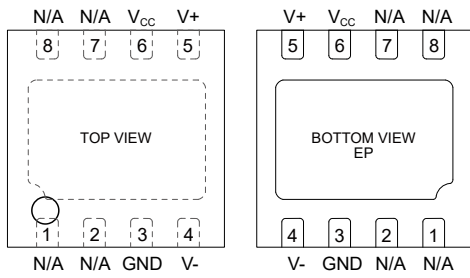 N/A N/A VCC V+
8 7 6 5
TOP VIEW
1 2 3 4
N/A N/A GND V-
V+ VCC N/A N/A
5 6 7 8
BOTTOM VIEW
EP
4 3 2 1
V- GND N/A N/A